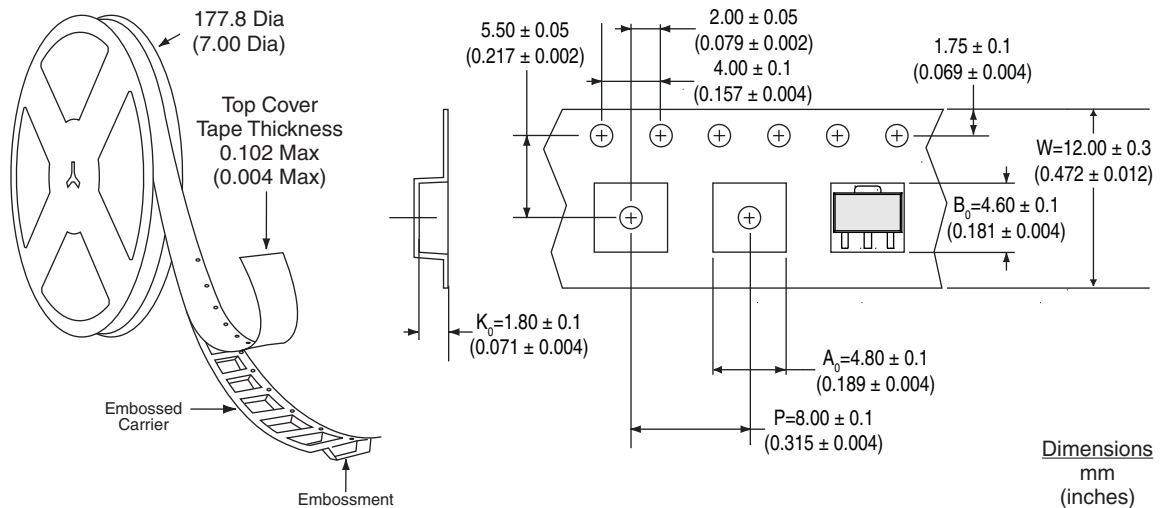 177.8 Dia
(7.00 Dia)
Top Cover
Tape Thickness
0.102 Max
(0.004 Max)
Embossed
Carrier
Embossment
5.50 ± 0.05
(0.217 ± 0.002)
2.00 ± 0.05
(0.079 ± 0.002)
4.00 ± 0.1
(0.157 ± 0.004)
1.75 ± 0.1
(0.069 ± 0.004)
W=12.00 ± 0.3
(0.472 ± 0.012)
B₀=4.60 ± 0.1
(0.181 ± 0.004)
K₀=1.80 ± 0.1
(0.071 ± 0.004)
A₀=4.80 ± 0.1
(0.189 ± 0.004)
P=8.00 ± 0.1
(0.315 ± 0.004)
Dimensions
mm
(inches)